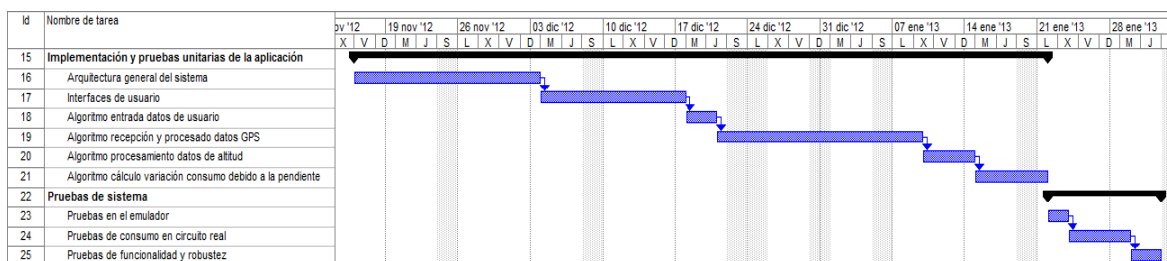 Id Nombre de tarea ov '12 19 nov '12 26 nov '12 03 dic '12 10 dic '12 17 dic '12 24 dic '12 31 dic '12 07 ene '13 14 ene '13 21 ene '13 28 ene '13
X V D M J S L X V D M J S L X V D M J S L X V D M J S L X V D M J S L X V D M J
15 Implementación y pruebas unitarias de la aplicación
16 Arquitectura general del sistema
17 Interfaces de usuario
18 Algoritmo entrada datos de usuario
19 Algoritmo recepción y procesado datos GPS
20 Algoritmo procesamiento datos de altitud
21 Algoritmo cálculo variación consumo debido a la pendiente
22 Pruebas de sistema
23 Pruebas en el emulador
24 Pruebas de consumo en circuito real
25 Pruebas de funcionalidad y robustez